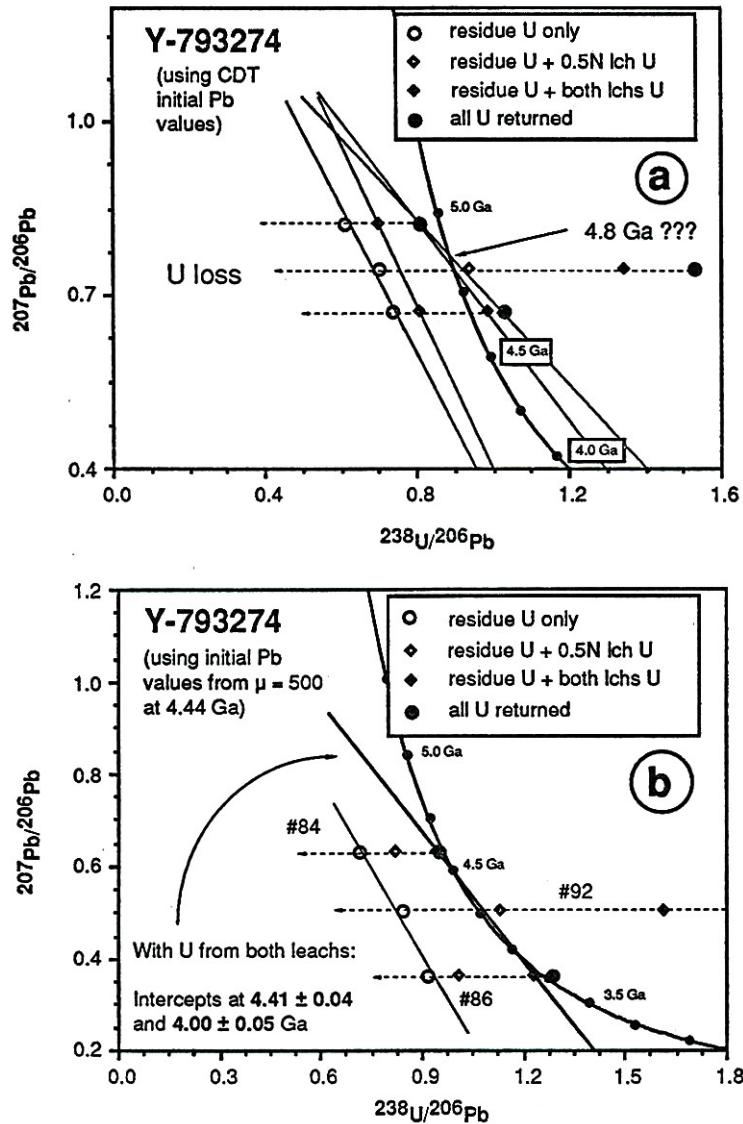 Y-793274
(using CDT
initial Pb
values)
residue U only
residue U + 0.5N lch U
residue U + both lchs U
all U returned
a
5.0 Ga
4.8 Ga ???
U loss
4.5 Ga
4.0 Ga
207Pb/206Pb
1.0
0.7
0.4
0.0 0.4 0.8 1.2 1.6
238U/206Pb
Y-793274
(using initial Pb
values from μ = 500
at 4.44 Ga)
residue U only
residue U + 0.5N lch U
residue U + both lchs U
all U returned
b
5.0 Ga
#84
4.5 Ga
#92
#86
3.5 Ga
With U from both leachs:
Intercepts at 4.41 ± 0.04
and 4.00 ± 0.05 Ga
207Pb/206Pb
1.2
1.0
0.8
0.6
0.4
0.2
0.0 0.3 0.6 0.9 1.2 1.5 1.8
238U/206Pb